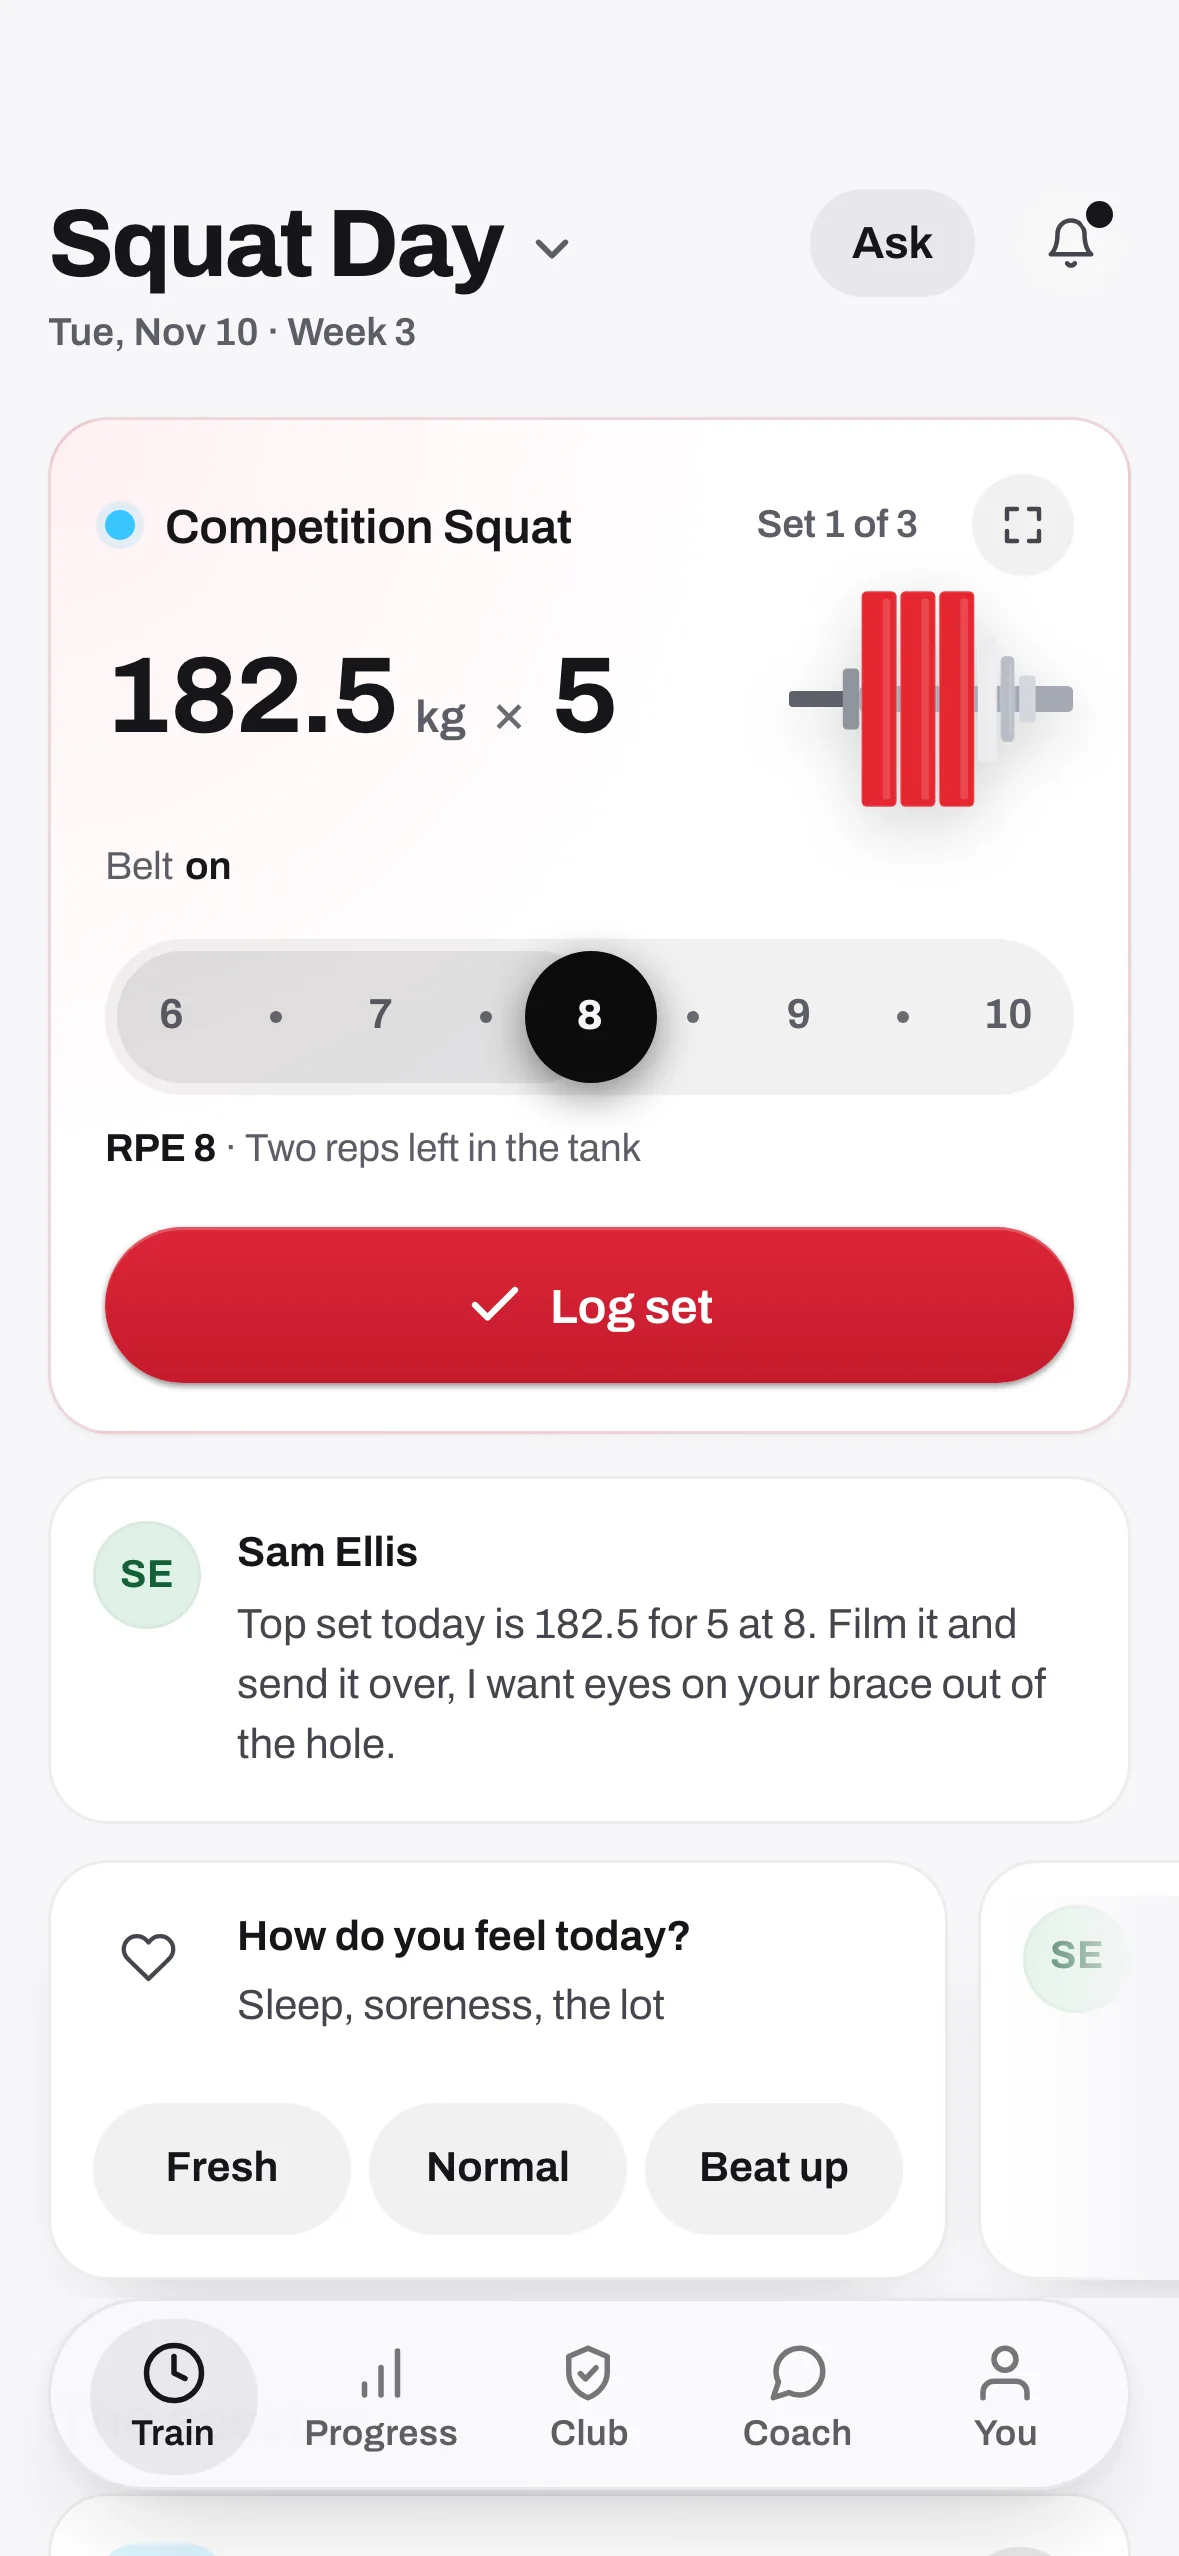 Squat Day
Ask
Tue, Nov 10 · Week 3
Competition Squat
Set 1 of 3
182.5 kg × 5
Belt on
6 • 7 • 8 • 9 • 10
RPE 8 · Two reps left in the tank
Log set
SE
Sam Ellis
Top set today is 182.5 for 5 at 8. Film it and
send it over, I want eyes on your brace out of
the hole.
How do you feel today?
Sleep, soreness, the lot
SE
Fresh
Normal
Beat up
Train
Progress
Club
Coach
You